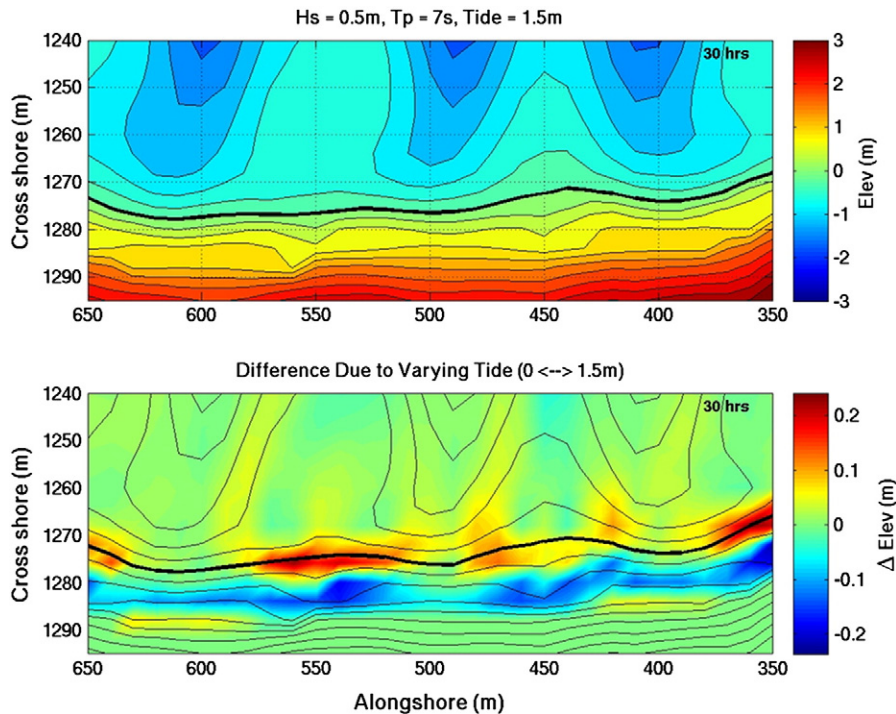 Hs = 0.5m, Tp = 7s, Tide = 1.5m
30 hrs
1240
1250
1260
1270
1280
1290
Cross shore (m)
650 600 550 500 450 400 350
3
2
1
0
-1
-2
-3
Elev (m)
Difference Due to Varying Tide (0 <--> 1.5m)
30 hrs
1240
1250
1260
1270
1280
1290
Cross shore (m)
650 600 550 500 450 400 350
Alongshore (m)
0.2
0.1
0
-0.1
-0.2
Δ Elev (m)